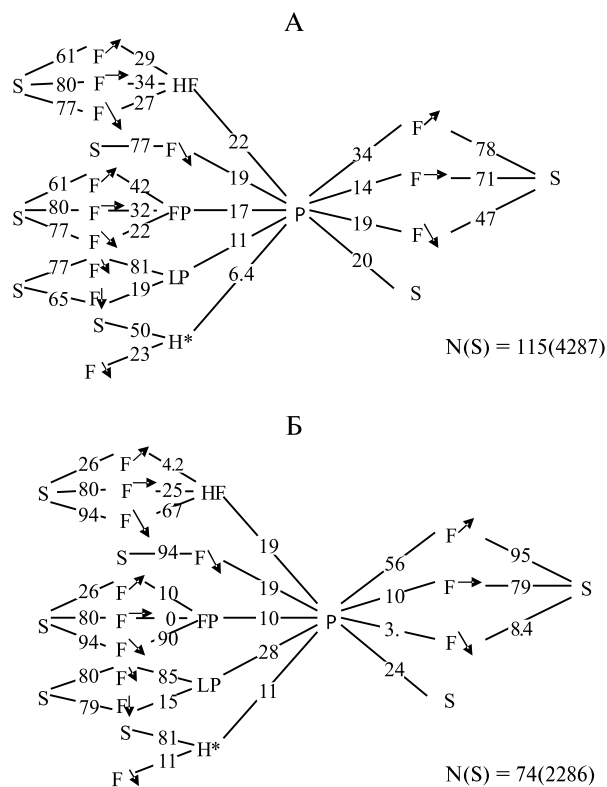 А
61 F 29
S 80 F 34 HF
77 F 27
S 77 F 22 34 F 78
61 F 42 19 14 F 71 S
S 80 F 32 FP 17 P 19 F 47
77 F 22 11 20 S
77 F 81 6.4
S 65 F 19 LP
S 50 H*
F 23
N(S) = 115(4287)
Б
26 F 4.2
S 80 F 25 HF
94 F 67
S 94 F 19 56 F 95
26 F 10 19 10 F 79 S
S 80 F 0 FP 10 P 3. F 8.4
94 F 90 28 24 S
80 F 85 11
S 79 F 15 LP
S 81 H*
F 11
N(S) = 74(2286)